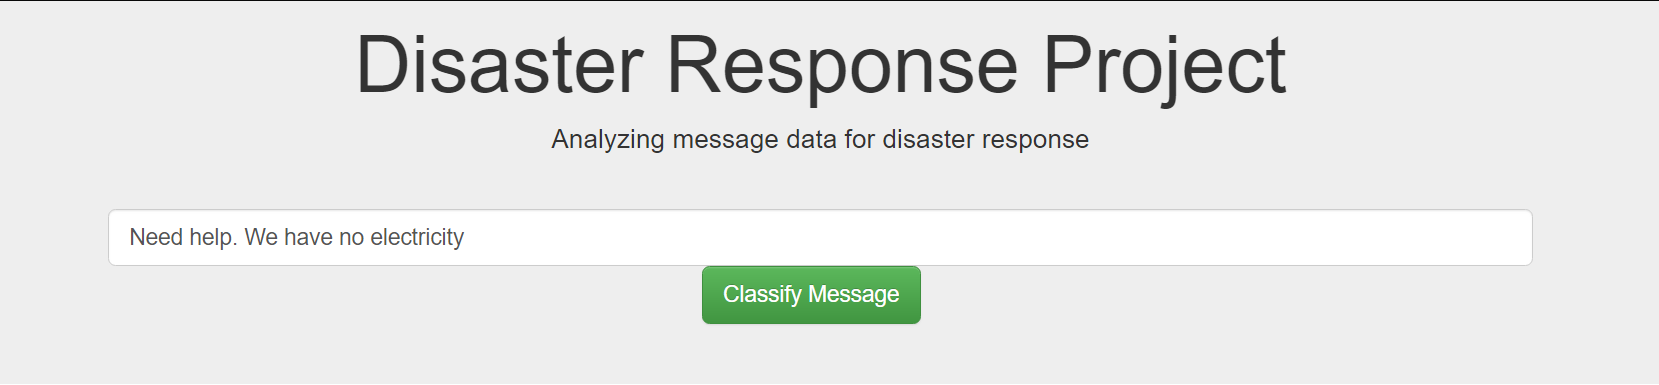 Disaster Response Project
Analyzing message data for disaster response
Need help. We have no electricity
Classify Message